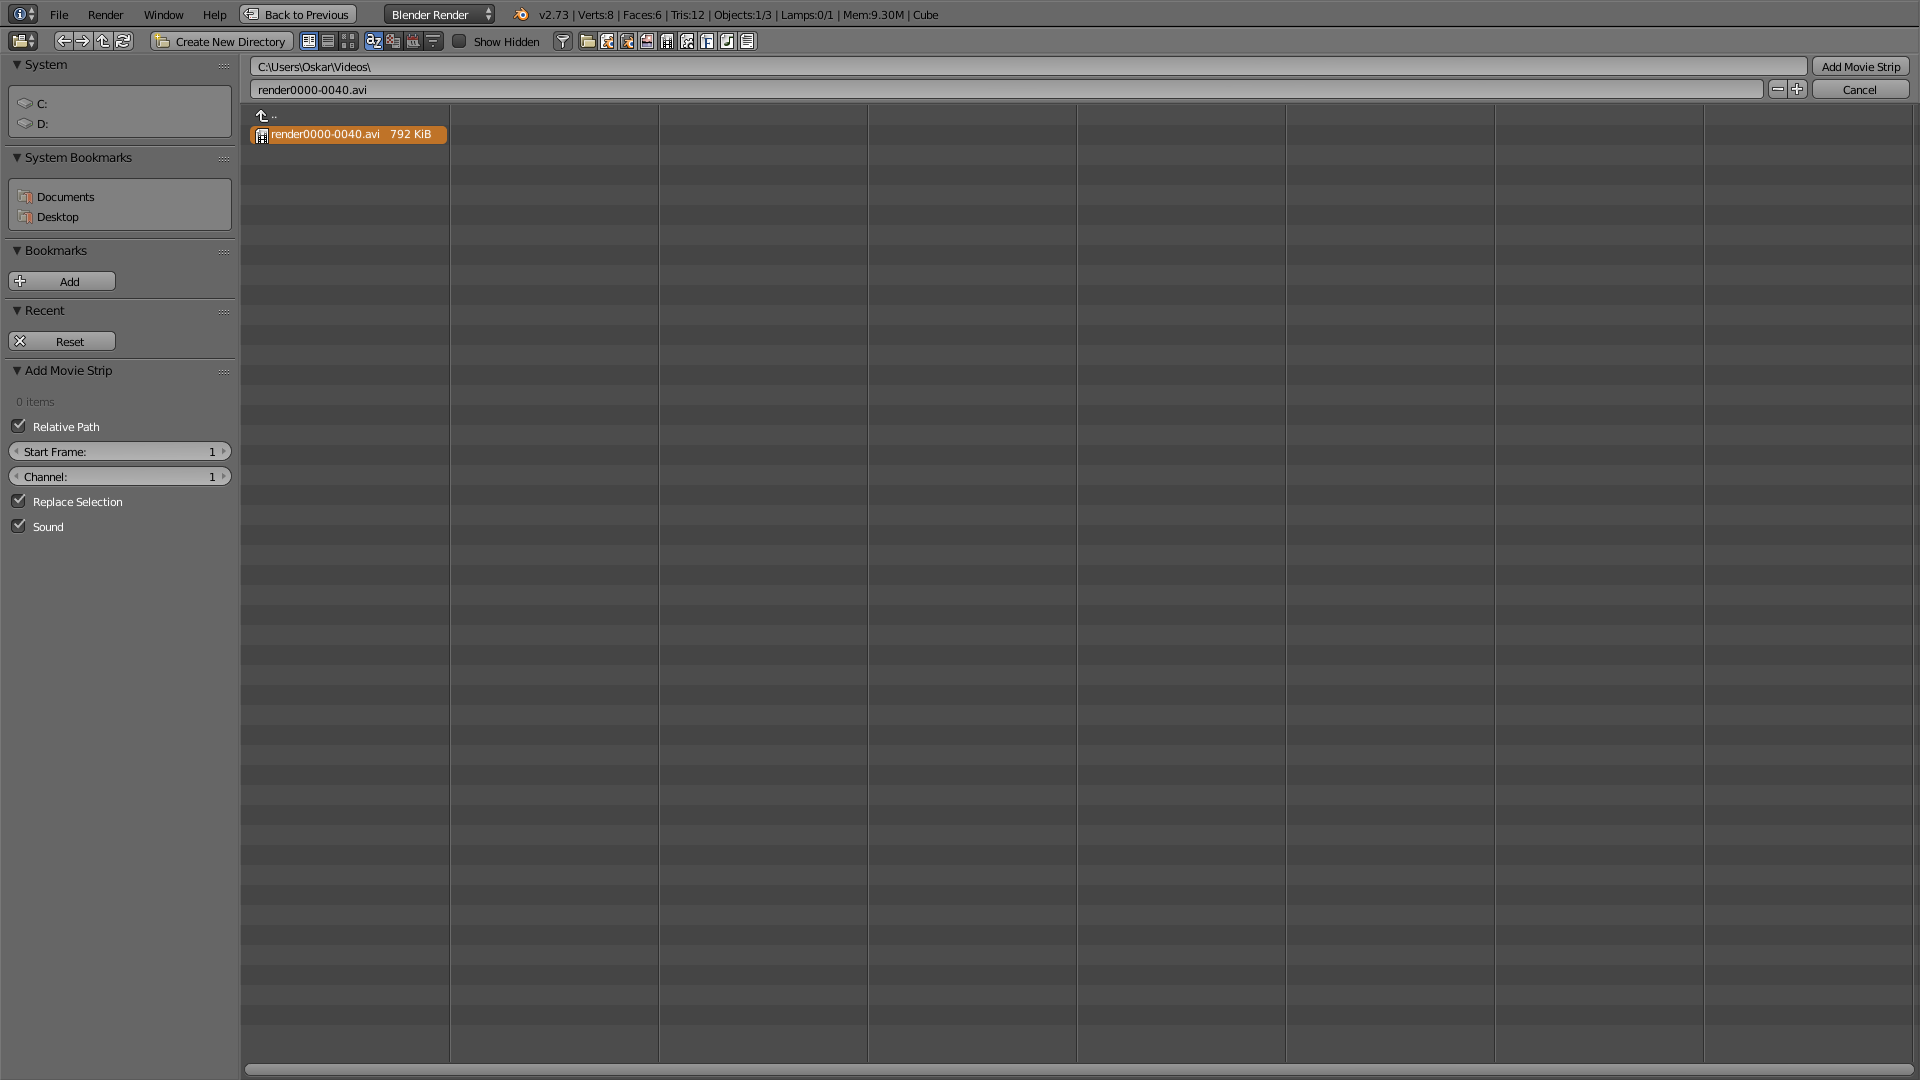 File Render Window Help Back to Previous Blender Render v2.73 | Verts:8 | Faces:6 | Tris:12 | Objects:1/3 | Lamps:0/1 | Mem:9.30M | Cube
Create New Directory Show Hidden
System
C:
D:
System Bookmarks
Documents
Desktop
Bookmarks
Add
Recent
Reset
Add Movie Strip
0 items
Relative Path
Start Frame: 1
Channel: 1
Replace Selection
Sound
C:\Users\Oskar\Videos\
Add Movie Strip
render0000-0040.avi
Cancel
..
render0000-0040.avi 792 KiB